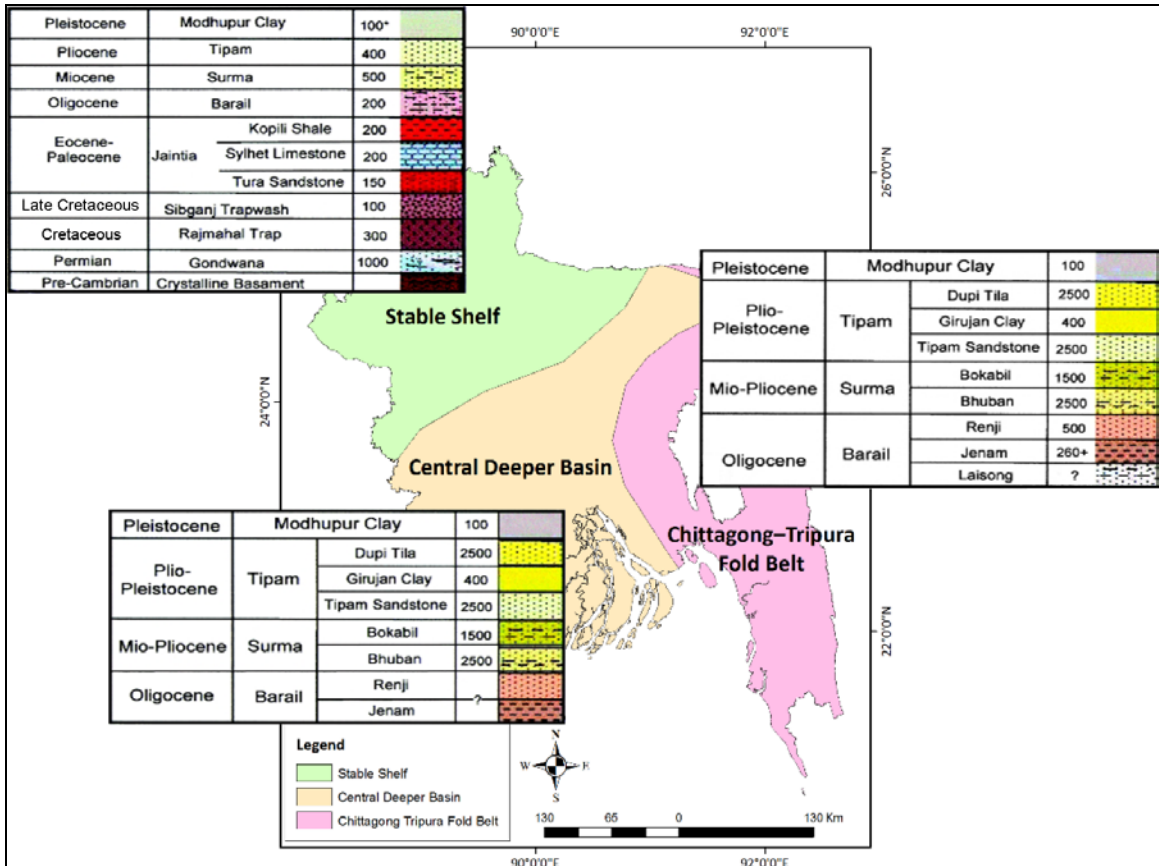 90°0'0"E 92°0'0"E
Pleistocene Modhupur Clay 100+
Pliocene Tipam 400
Miocene Surma 500
Oligocene Barail 200
Eocene-Paleocene Jaintia Kopili Shale 200
Sylhet Limestone 200
Tura Sandstone 150
Late Cretaceous Sibganj Trapwash 100
Cretaceous Rajmahal Trap 300
Permian Gondwana 1000
Pre-Cambrian Crystalline Basament
26°0'0"N
Stable Shelf
Pleistocene Modhupur Clay 100
Plio-Pleistocene Tipam Dupi Tila 2500
Girujan Clay 400
Tipam Sandstone 2500
Mio-Pliocene Surma Bokabil 1500
Bhuban 2500
Oligocene Barail Renji 500
Jenam 260+
Laisong ?
24°0'0"N
Central Deeper Basin
Chittagong–Tripura
Fold Belt
Pleistocene Modhupur Clay 100
Plio-Pleistocene Tipam Dupi Tila 2500
Girujan Clay 400
Tipam Sandstone 2500
Mio-Pliocene Surma Bokabil 1500
Bhuban 2500
Oligocene Barail Renji ?
Jenam
22°0'0"N
Legend
Stable Shelf
Central Deeper Basin
Chittagong Tripura Fold Belt
N
W E
S
130 65 0 130 Km
90°0'0"E 92°0'0"E